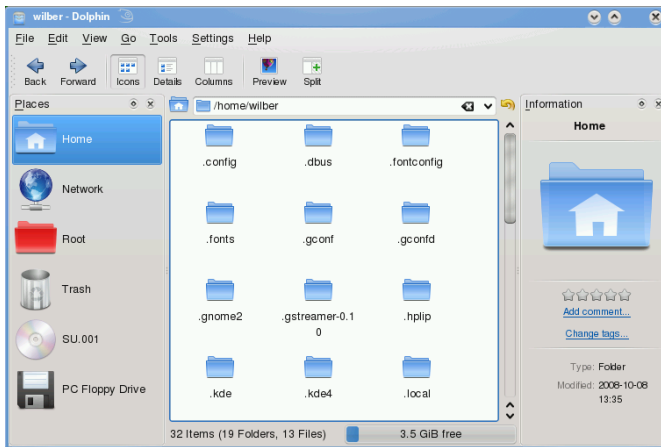 wilber - Dolphin
File Edit View Go Tools Settings Help
Back Forward Icons Details Columns Preview Split
Places
/home/wilber
Information
Home
Network
Root
Trash
SU.001
PC Floppy Drive
.config .dbus .fontconfig
.fonts .gconf .gconfd
.gnome2 .gstreamer-0.1 .hplip
0
.kde .kde4 .local
32 Items (19 Folders, 13 Files) 3.5 GiB free
Home
Add comment...
Change tags...
Type: Folder
Modified: 2008-10-08
13:35